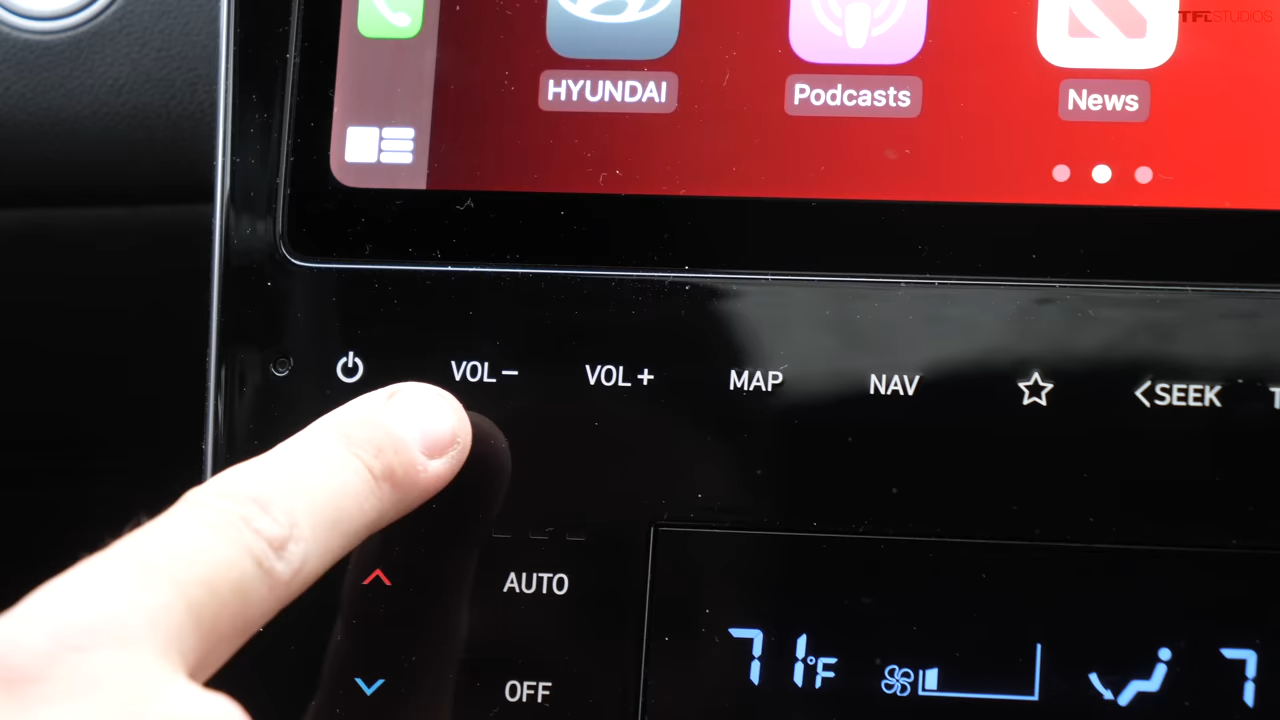 TFLSTUDIOS
HYUNDAI
Podcasts
News
VOL−
VOL+
MAP
NAV
<SEEK
AUTO
71°F
OFF